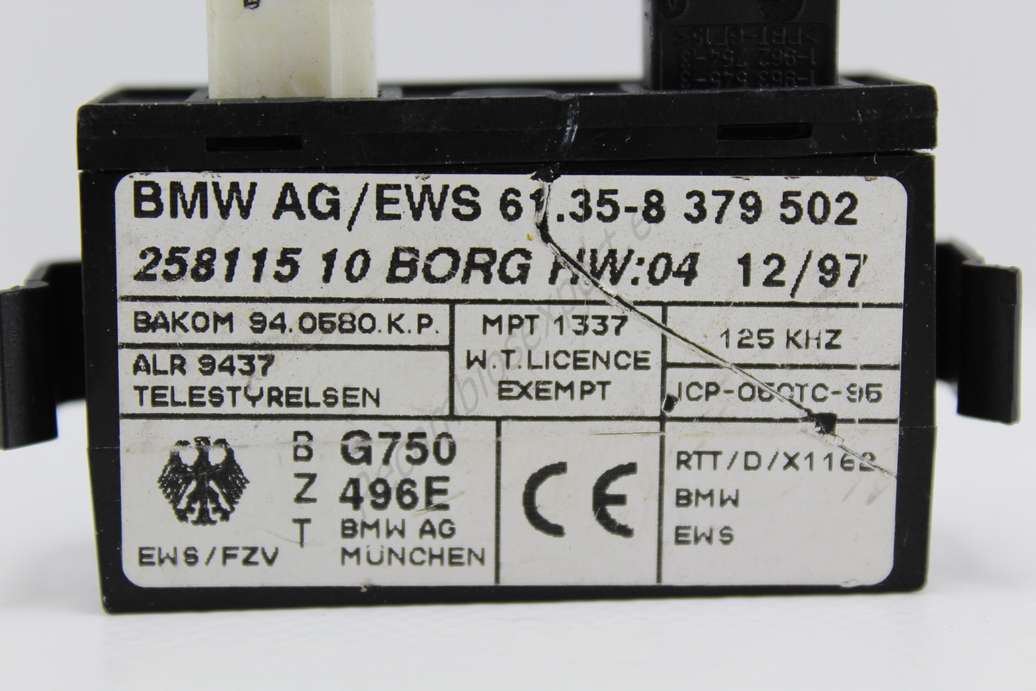 BMW AG/EWS 61.35-8 379 502
258115 10 BORG HW:04 12/97
BAKOM 94.0580.K.P.
ALR 9437
TELESTYRELSEN
MPT 1337
W.T.LICENCE
EXEMPT
125 KHZ
BZT
G750
496E
BMW AG
MÜNCHEN
EWS/FZV
CE
RTT/D/X1162
BMW
EWS